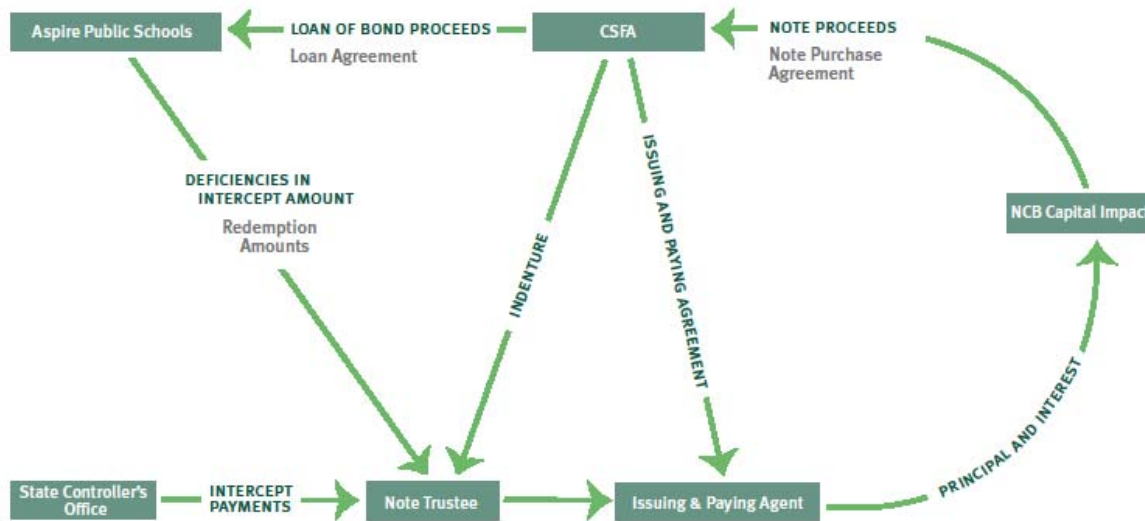 Aspire Public Schools
LOAN OF BOND PROCEEDS
Loan Agreement
CSFA
NOTE PROCEEDS
Note Purchase
Agreement
DEFICIENCIES IN
INTERCEPT AMOUNT
Redemption
Amounts
INDENTURE
ISSUING AND PAYING AGREEMENT
NCB Capital Impact
PRINCIPAL AND INTEREST
State Controller's
Office
INTERCEPT
PAYMENTS
Note Trustee
Issuing & Paying Agent